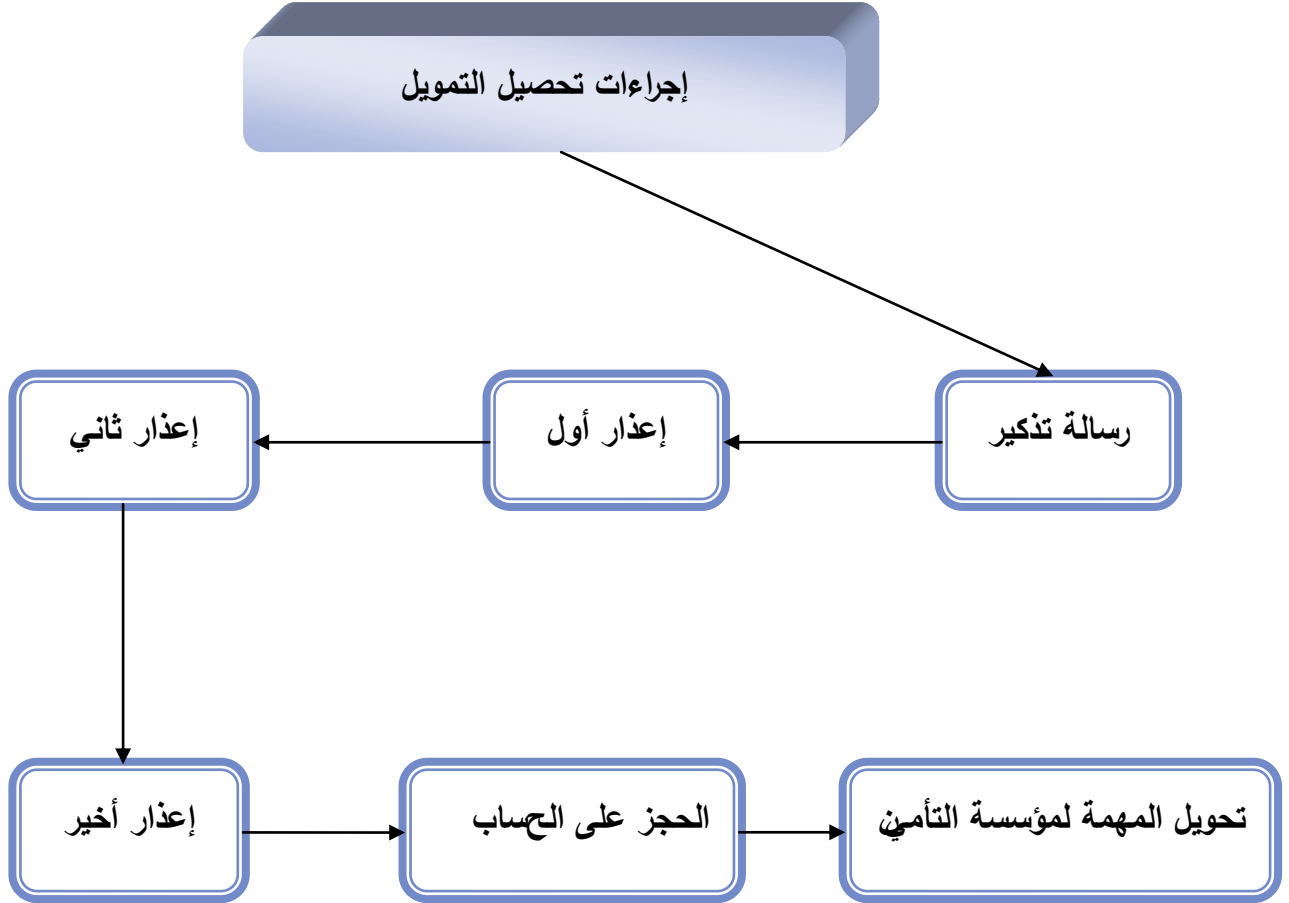 إجراءات تحصيل التمويل
رسالة تذكير
إعذار أول
إعذار ثاني
إعذار أخير
الحجز على الحساب
تحويل المهمة لمؤسسة التأمين